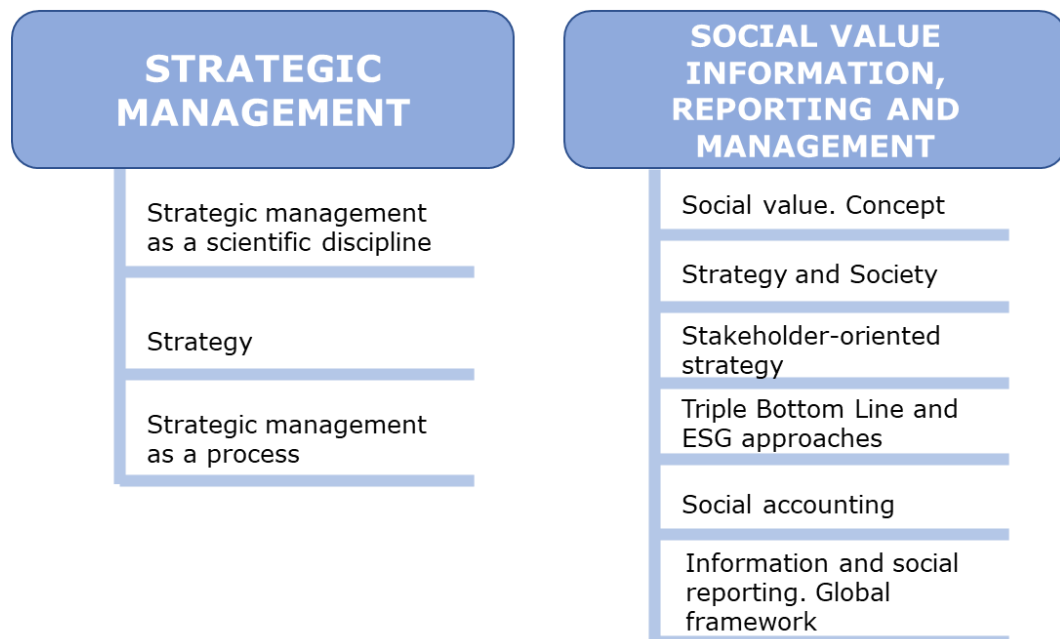 STRATEGIC
MANAGEMENT
Strategic management
as a scientific discipline
Strategy
Strategic management
as a process
SOCIAL VALUE
INFORMATION,
REPORTING AND
MANAGEMENT
Social value. Concept
Strategy and Society
Stakeholder-oriented
strategy
Triple Bottom Line and
ESG approaches
Social accounting
Information and social
reporting. Global
framework